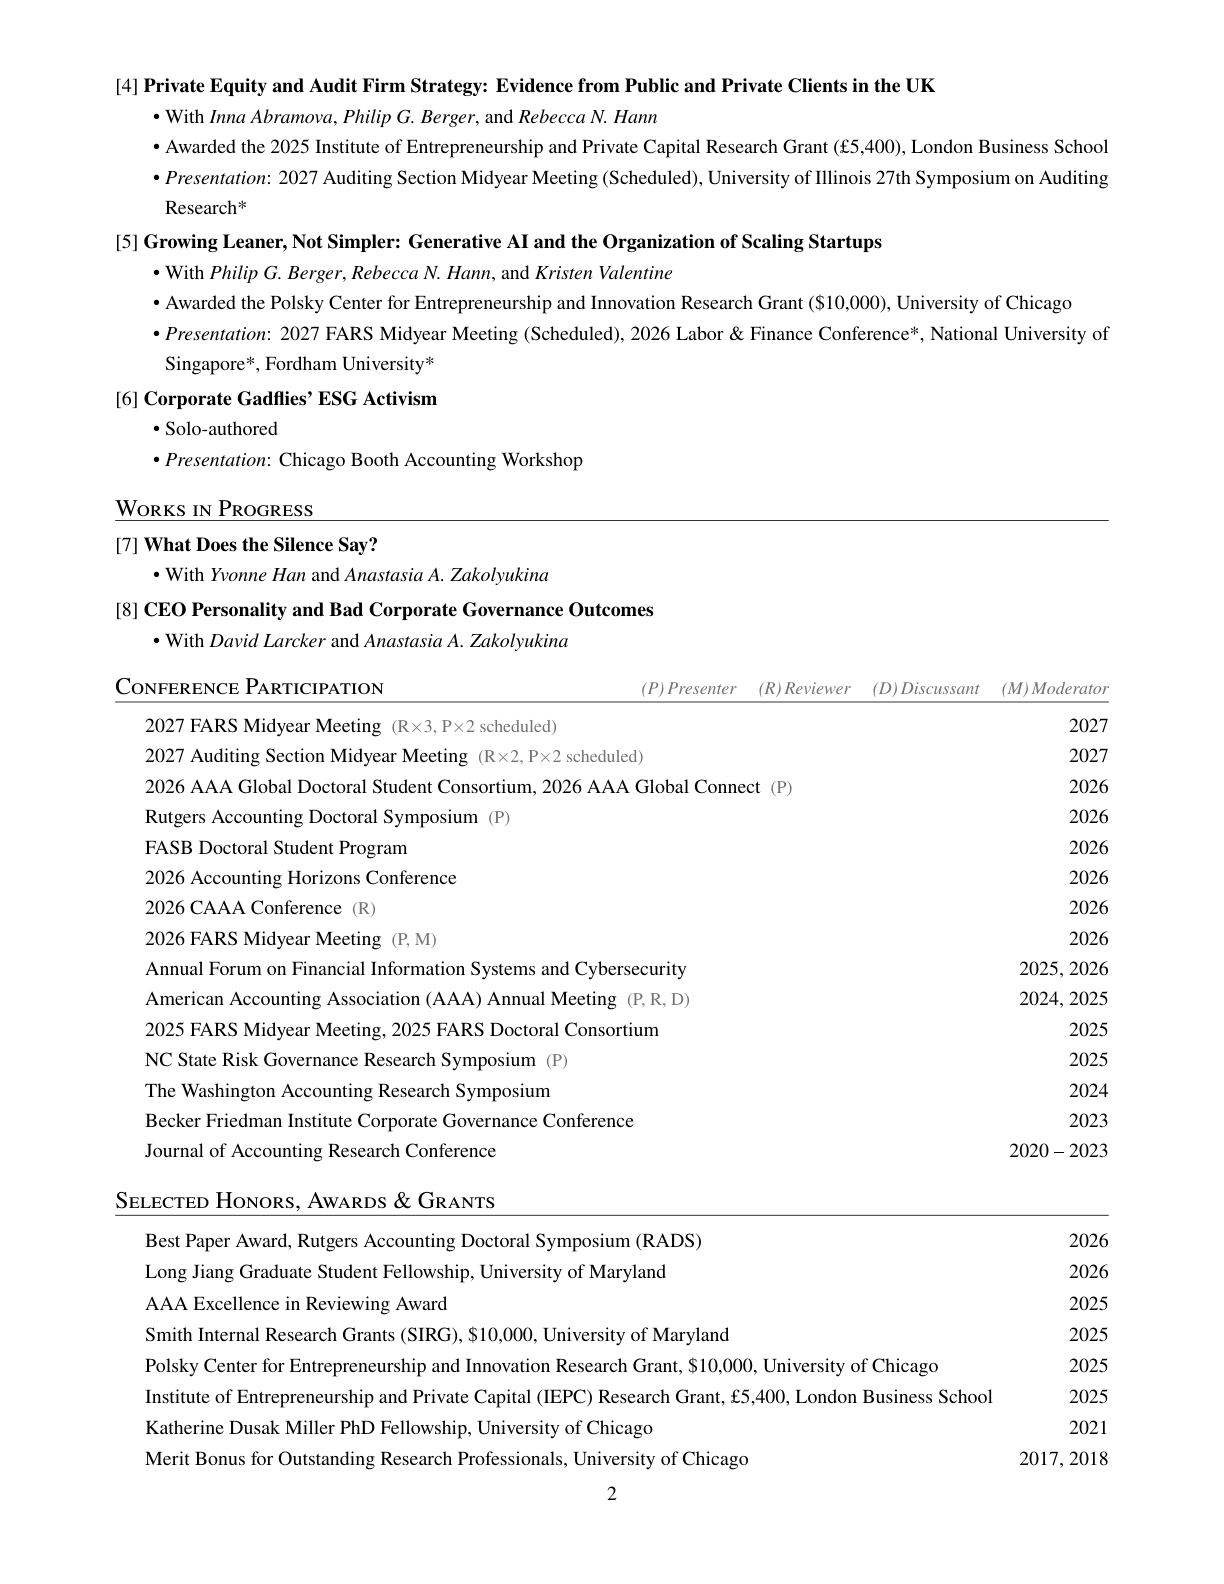 [4] Private Equity and Audit Firm Strategy: Evidence from Public and Private Clients in the UK
• With Inna Abramova, Philip G. Berger, and Rebecca N. Hann
• Awarded the 2025 Institute of Entrepreneurship and Private Capital Research Grant (£5,400), London Business School
• Presentation: 2027 Auditing Section Midyear Meeting (Scheduled), University of Illinois 27th Symposium on Auditing
Research*
[5] Growing Leaner, Not Simpler: Generative AI and the Organization of Scaling Startups
• With Philip G. Berger, Rebecca N. Hann, and Kristen Valentine
• Awarded the Polsky Center for Entrepreneurship and Innovation Research Grant ($10,000), University of Chicago
• Presentation: 2027 FARS Midyear Meeting (Scheduled), 2026 Labor & Finance Conference*, National University of
Singapore*, Fordham University*
[6] Corporate Gadflies' ESG Activism
• Solo-authored
• Presentation: Chicago Booth Accounting Workshop
Works in Progress
[7] What Does the Silence Say?
• With Yvonne Han and Anastasia A. Zakolyukina
[8] CEO Personality and Bad Corporate Governance Outcomes
• With David Larcker and Anastasia A. Zakolyukina
Conference Participation (P) Presenter (R) Reviewer (D) Discussant (M) Moderator
2027 FARS Midyear Meeting (R×3, P×2 scheduled) 2027
2027 Auditing Section Midyear Meeting (R×2, P×2 scheduled) 2027
2026 AAA Global Doctoral Student Consortium, 2026 AAA Global Connect (P) 2026
Rutgers Accounting Doctoral Symposium (P) 2026
FASB Doctoral Student Program 2026
2026 Accounting Horizons Conference 2026
2026 CAAA Conference (R) 2026
2026 FARS Midyear Meeting (P, M) 2026
Annual Forum on Financial Information Systems and Cybersecurity 2025, 2026
American Accounting Association (AAA) Annual Meeting (P, R, D) 2024, 2025
2025 FARS Midyear Meeting, 2025 FARS Doctoral Consortium 2025
NC State Risk Governance Research Symposium (P) 2025
The Washington Accounting Research Symposium 2024
Becker Friedman Institute Corporate Governance Conference 2023
Journal of Accounting Research Conference 2020 – 2023
Selected Honors, Awards & Grants
Best Paper Award, Rutgers Accounting Doctoral Symposium (RADS) 2026
Long Jiang Graduate Student Fellowship, University of Maryland 2026
AAA Excellence in Reviewing Award 2025
Smith Internal Research Grants (SIRG), $10,000, University of Maryland 2025
Polsky Center for Entrepreneurship and Innovation Research Grant, $10,000, University of Chicago 2025
Institute of Entrepreneurship and Private Capital (IEPC) Research Grant, £5,400, London Business School 2025
Katherine Dusak Miller PhD Fellowship, University of Chicago 2021
Merit Bonus for Outstanding Research Professionals, University of Chicago 2017, 2018
2